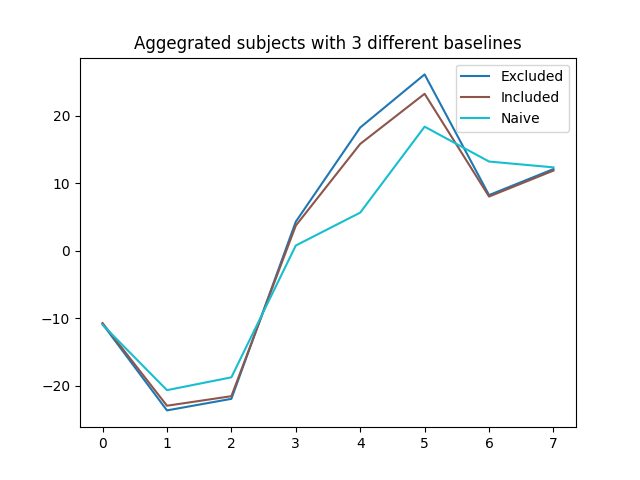 Aggegrated subjects with 3 different baselines
Excluded
Included
Naive
20
10
0
−10
−20
0 1 2 3 4 5 6 7